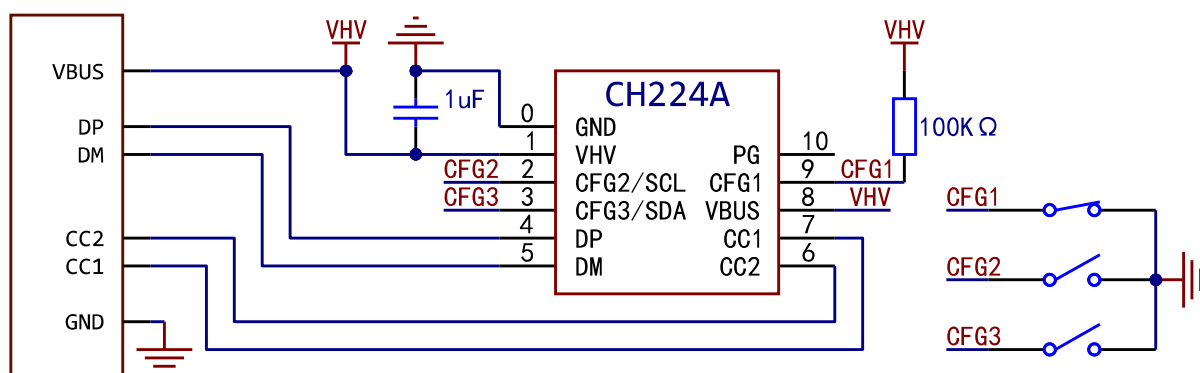 VHV
VHV
VBUS
1uF
CH224A
DP
0
GND
100KΩ
DM
1
VHV
PG
10
CFG2
2
CFG2/SCL
CFG1
9
CFG1
CFG3
3
CFG3/SDA
VBUS
8
VHV
CFG1
CC2
4
DP
CC1
7
CC1
5
DM
CC2
6
CFG2
GND
CFG3